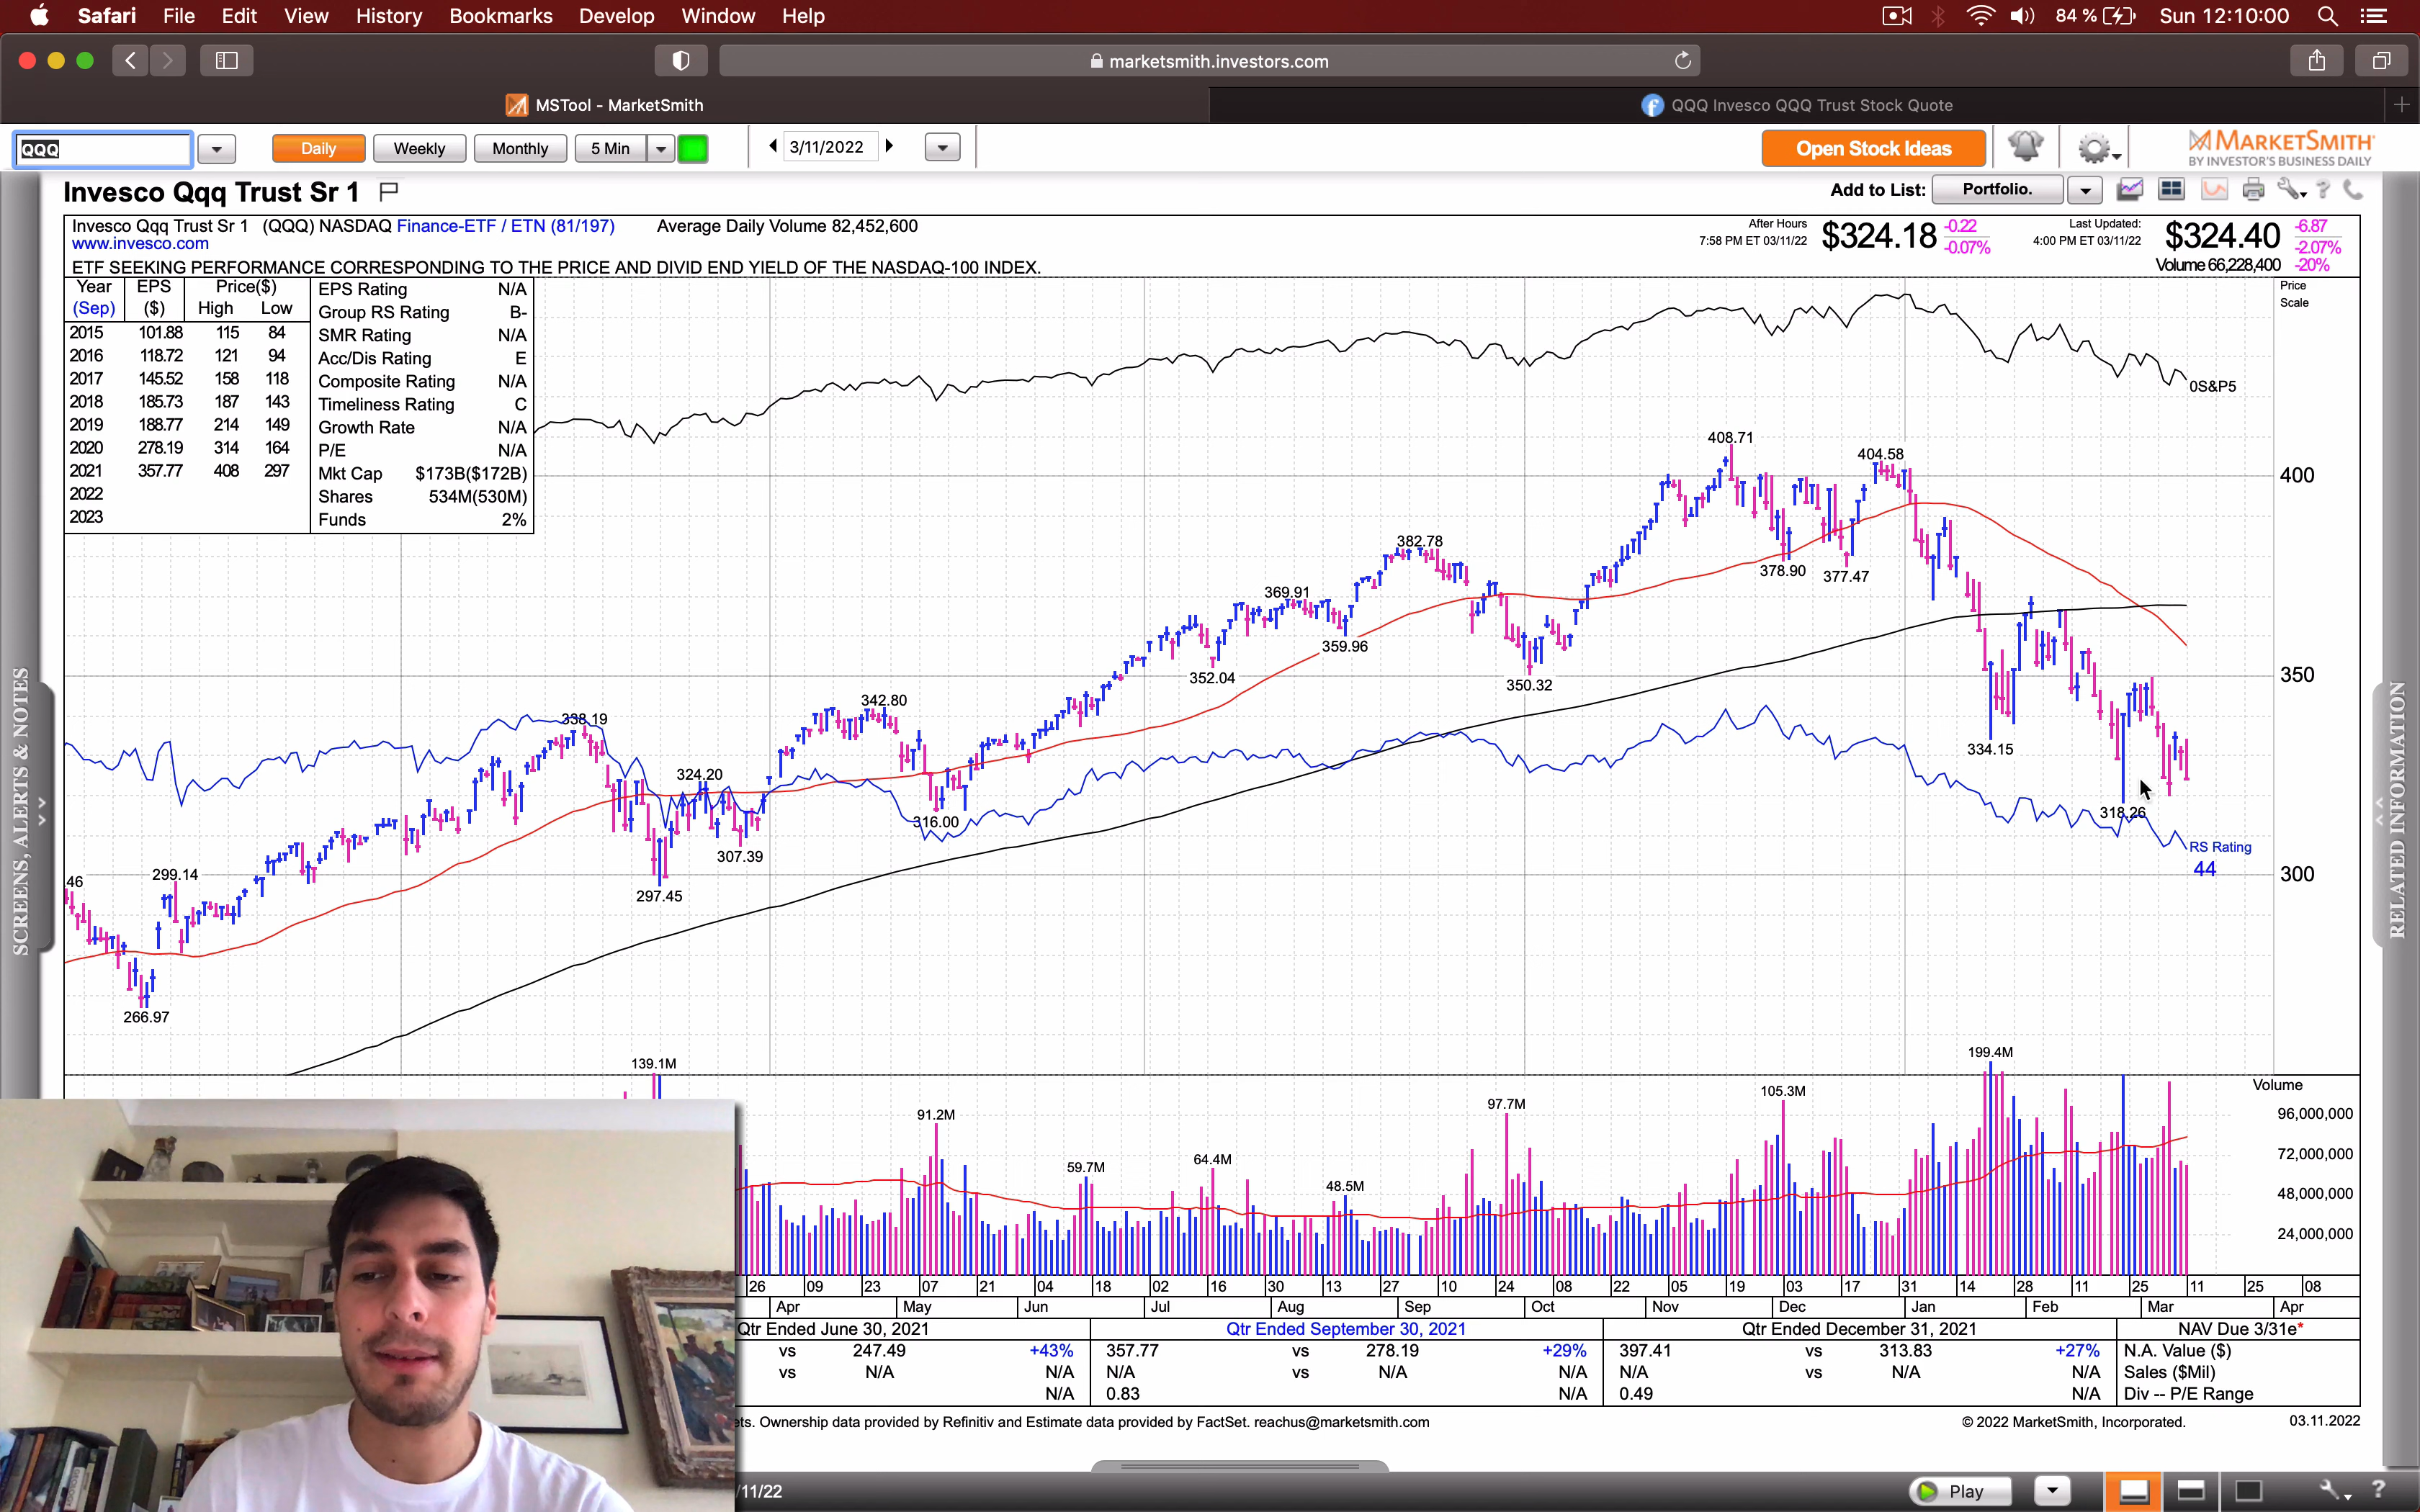 Safari File Edit View History Bookmarks Develop Window Help 84 % Sun 12:10:00
marketsmith.investors.com
MSTool - MarketSmith QQQ Invesco QQQ Trust Stock Quote
QQQ Daily Weekly Monthly 5 Min 3/11/2022 Open Stock Ideas MARKETSMITH
BY INVESTOR'S BUSINESS DAILY
Invesco Qqq Trust Sr 1 Add to List: Portfolio.
Invesco Qqq Trust Sr 1 (QQQ) NASDAQ Finance-ETF / ETN (81/197) Average Daily Volume 82,452,600
www.invesco.com
After Hours
7:58 PM ET 03/11/22 $324.18 -0.22
-0.07%
Last Updated:
4:00 PM ET 03/11/22 $324.40 -6.87
-2.07%
Volume 66,228,400 -20%
ETF SEEKING PERFORMANCE CORRESPONDING TO THE PRICE AND DIVID END YIELD OF THE NASDAQ-100 INDEX.
Year EPS Price($)
(Sep) ($) High Low
2015 101.88 115 84
2016 118.72 121 94
2017 145.52 158 118
2018 185.73 187 143
2019 188.77 214 149
2020 278.19 314 164
2021 357.77 408 297
2022
2023
EPS Rating N/A
Group RS Rating B-
SMR Rating N/A
Acc/Dis Rating E
Composite Rating N/A
Timeliness Rating C
Growth Rate N/A
P/E N/A
Mkt Cap $173B($172B)
Shares 534M(530M)
Funds 2%
Price
Scale
0S&P5
408.71
404.58
400
382.78
378.90
377.47
369.91
359.96
352.04
350.32
350
342.80
338.19
334.15
324.20
318.26
316.00
307.39
RS Rating
44
300
297.45
299.14
46
266.97
SCREENS, ALERTS & NOTES
RELATED INFORMATION
139.1M
91.2M
59.7M
64.4M
48.5M
97.7M
105.3M
199.4M
Volume
96,000,000
72,000,000
48,000,000
24,000,000
26 09 23 07 21 04 18 02 16 30 13 27 10 24 08 22 05 19 03 17 31 14 28 11 25 11 25 08
Apr May Jun Jul Aug Sep Oct Nov Dec Jan Feb Mar Apr
Qtr Ended June 30, 2021 Qtr Ended September 30, 2021 Qtr Ended December 31, 2021 NAV Due 3/31e*
vs 247.49 +43% 357.77 vs 278.19 +29% 397.41 vs 313.83 +27% N.A. Value ($)
vs N/A N/A N/A vs N/A N/A N/A vs N/A N/A Sales ($Mil)
N/A 0.83 N/A 0.49 N/A Div -- P/E Range
ets. Ownership data provided by Refinitiv and Estimate data provided by FactSet. reachus@marketsmith.com © 2022 MarketSmith, Incorporated. 03.11.2022
/11/22 Play